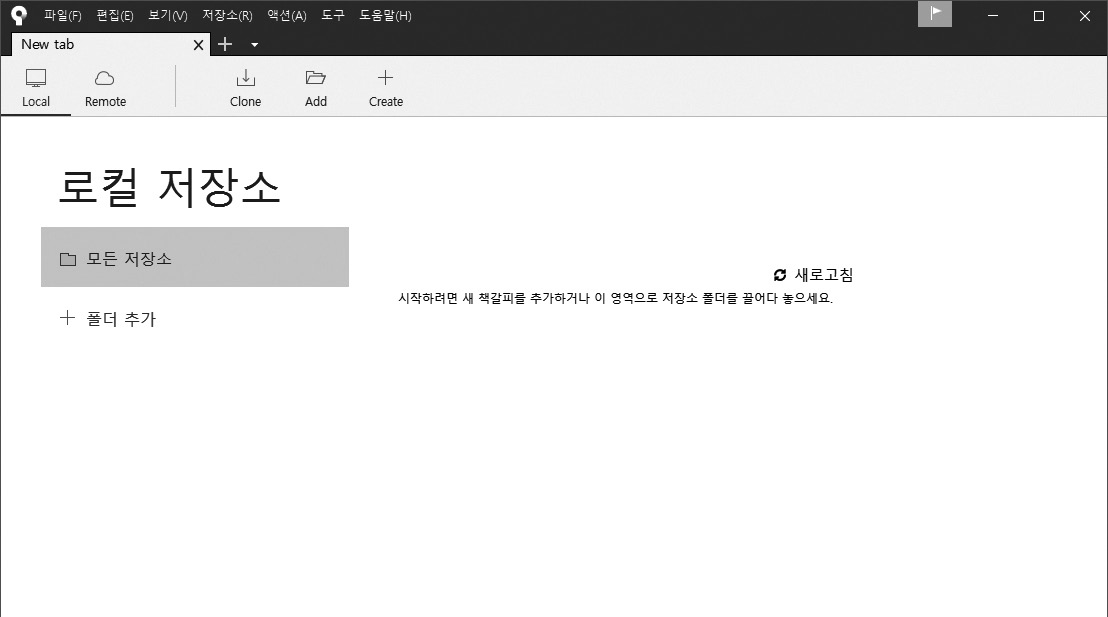 파일(F) 편집(E) 보기(V) 저장소(R) 액션(A) 도구 도움말(H)
New tab
Local Remote Clone Add Create
로컬 저장소
모든 저장소
새로고침
시작하려면 새 책갈피를 추가하거나 이 영역으로 저장소 폴더를 끌어다 놓으세요.
폴더 추가